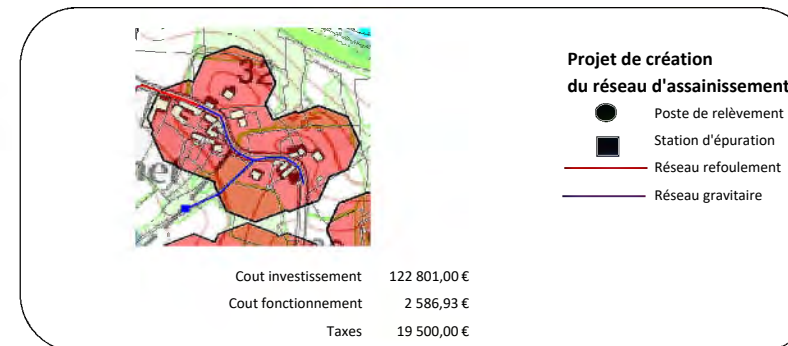 Projet de création
du réseau d'assainissement
Poste de relèvement
Station d'épuration
Réseau refoulement
Réseau gravitaire
32
Cout investissement 122 801,00 €
Cout fonctionnement 2 586,93 €
Taxes 19 500,00 €